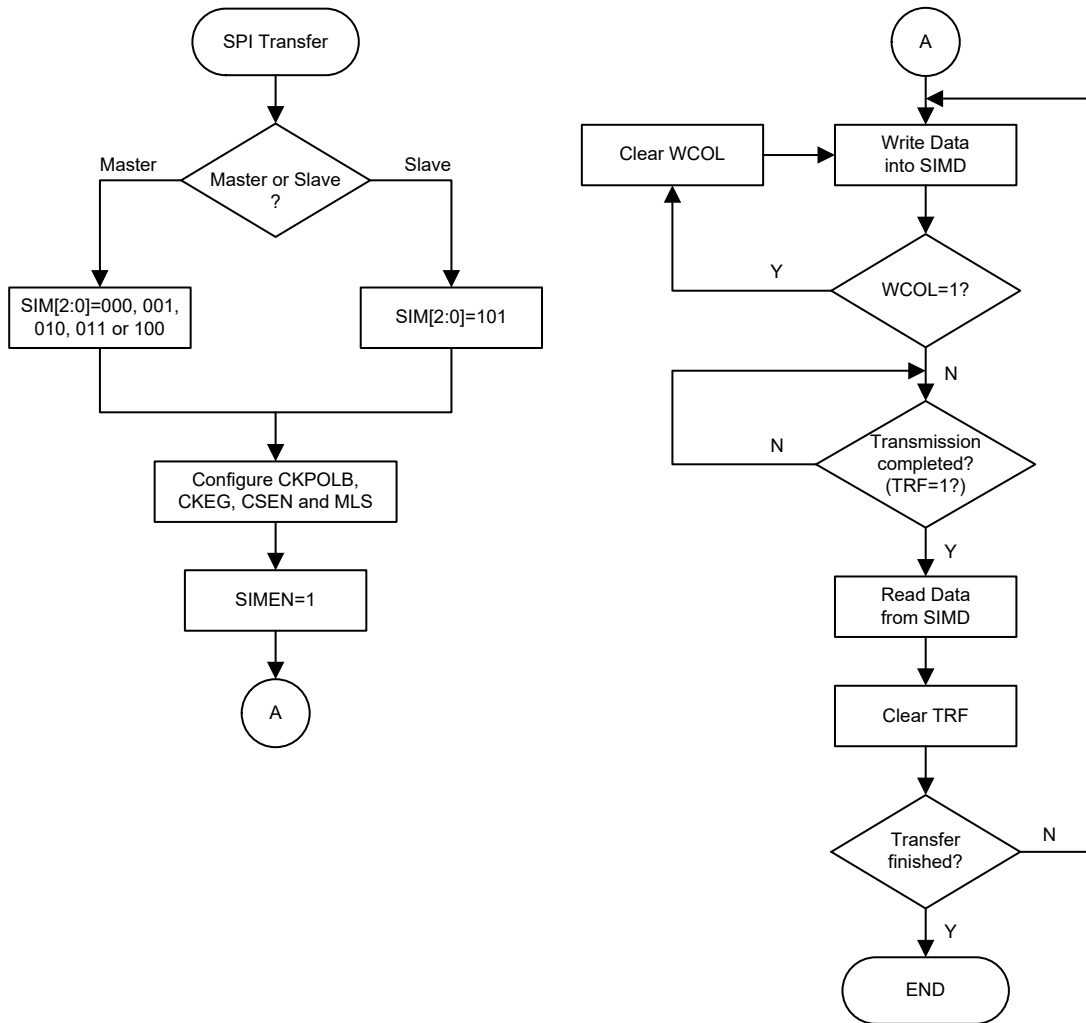 SPI Transfer
Master
Master or Slave
?
Slave
SIM[2:0]=000, 001,
010, 011 or 100
SIM[2:0]=101
Configure CKPOLB,
CKEG, CSEN and MLS
SIMEN=1
A
A
Clear WCOL
Write Data
into SIMD
Y
WCOL=1?
N
N
Transmission
completed?
(TRF=1?)
Y
Read Data
from SIMD
Clear TRF
Transfer
finished?
N
Y
END